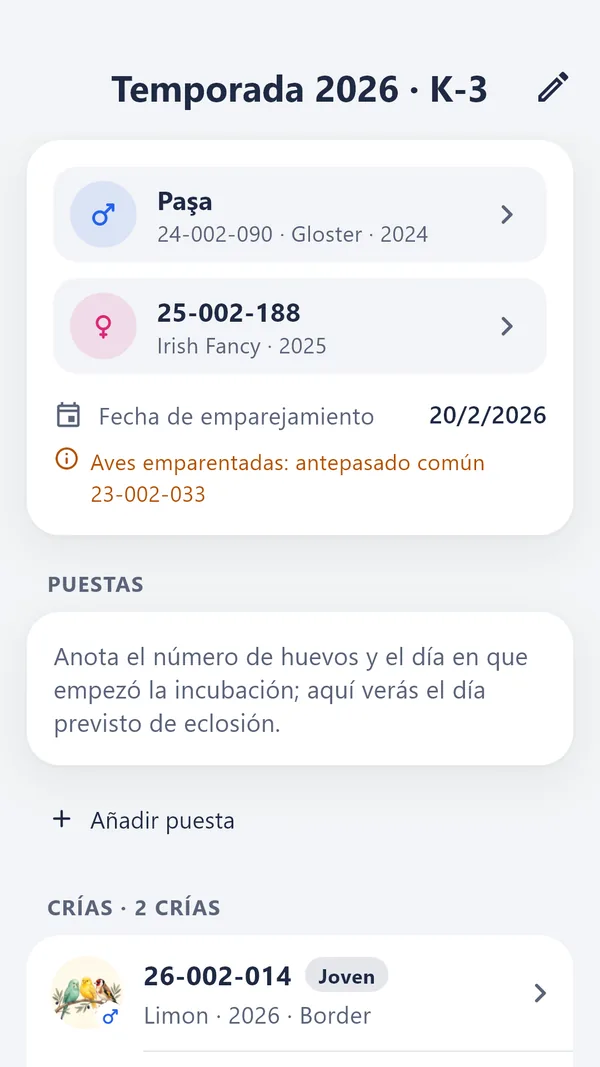 Temporada 2026 · K-3
Paşa
24-002-090 · Gloster · 2024
25-002-188
Irish Fancy · 2025
Fecha de emparejamiento 20/2/2026
Aves emparentadas: antepasado común
23-002-033
PUESTAS
Anota el número de huevos y el día en que
empezó la incubación; aquí verás el día
previsto de eclosión.
+ Añadir puesta
CRÍAS · 2 CRÍAS
26-002-014 Joven
Limon · 2026 · Border